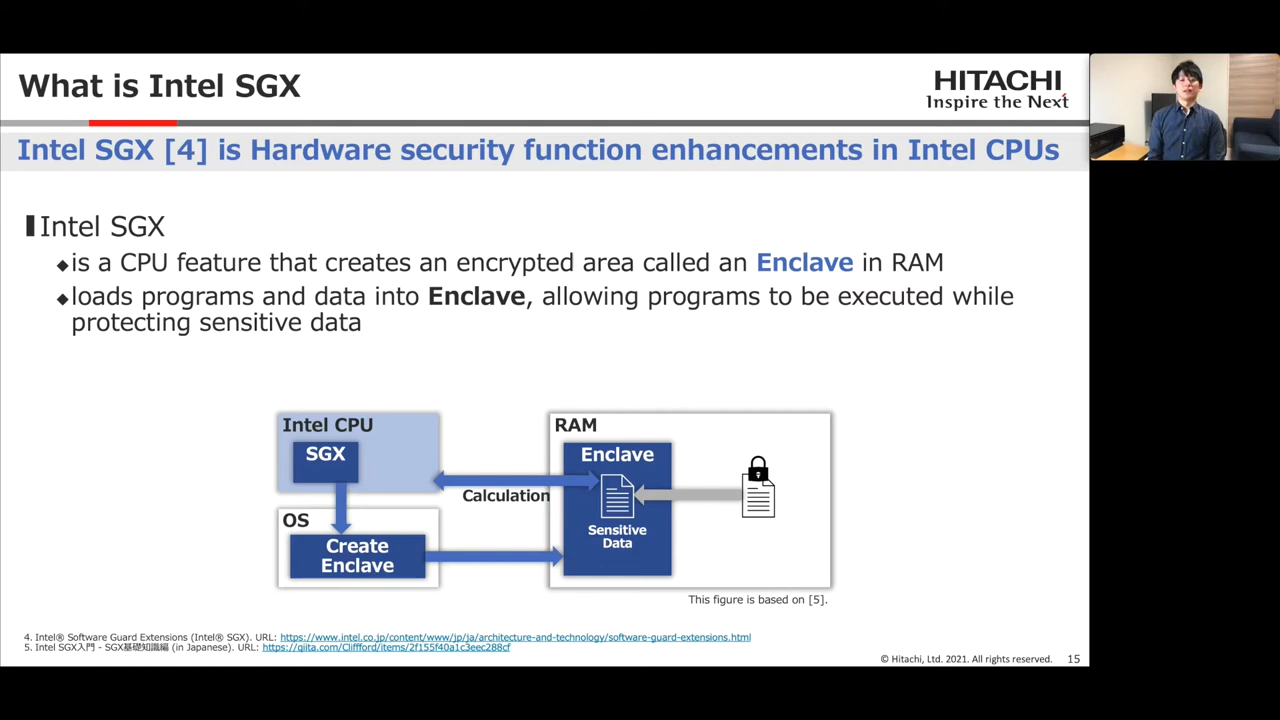 What is Intel SGX
HITACHI
Inspire the Next
Intel SGX [4] is Hardware security function enhancements in Intel CPUs
Intel SGX
is a CPU feature that creates an encrypted area called an Enclave in RAM
loads programs and data into Enclave, allowing programs to be executed while
protecting sensitive data
Intel CPU
SGX
OS
Create
Enclave
Calculation
RAM
Enclave
Sensitive
Data
This figure is based on [5].
4. Intel® Software Guard Extensions (Intel® SGX). URL: https://www.intel.co.jp/content/www/jp/ja/architecture-and-technology/software-guard-extensions.html
5. Intel SGX入門 - SGX基礎知識編 (in Japanese). URL: https://qiita.com/Cliffford/items/2f155f40a1c3eec288cf
© Hitachi, Ltd. 2021. All rights reserved. 15